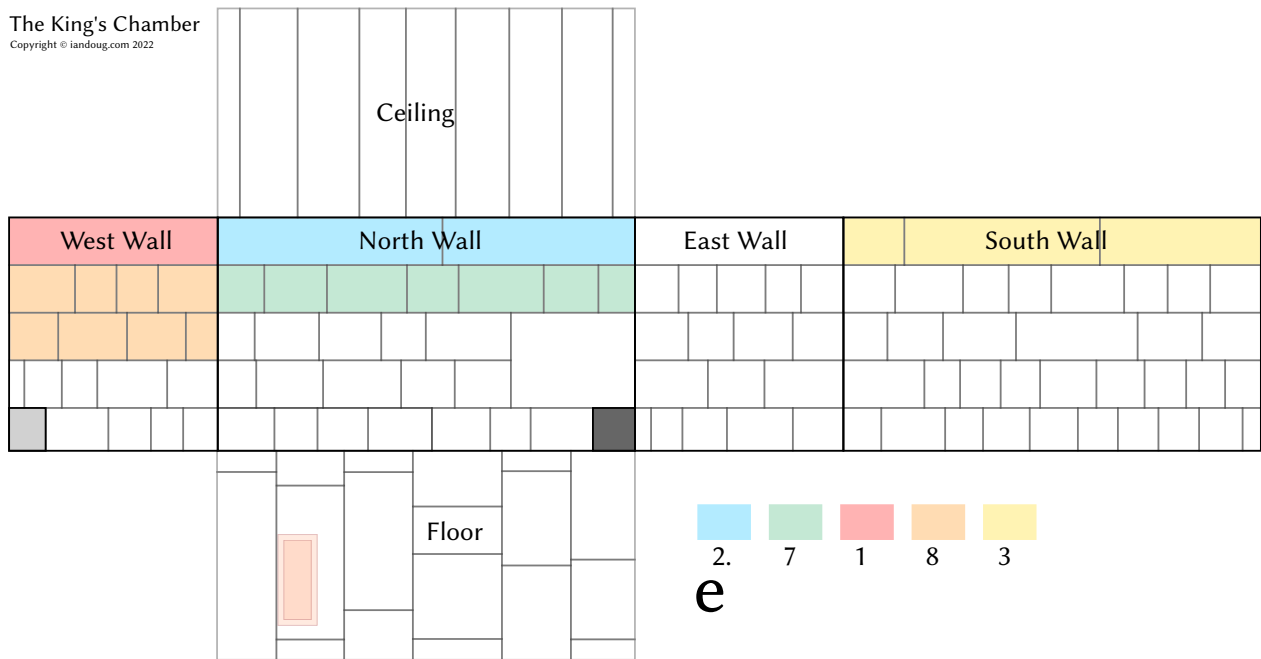 The King's Chamber
Copyright © iandoug.com 2022
Ceiling
West Wall
North Wall
East Wall
South Wall
Floor
2. 7 1 8 3
e